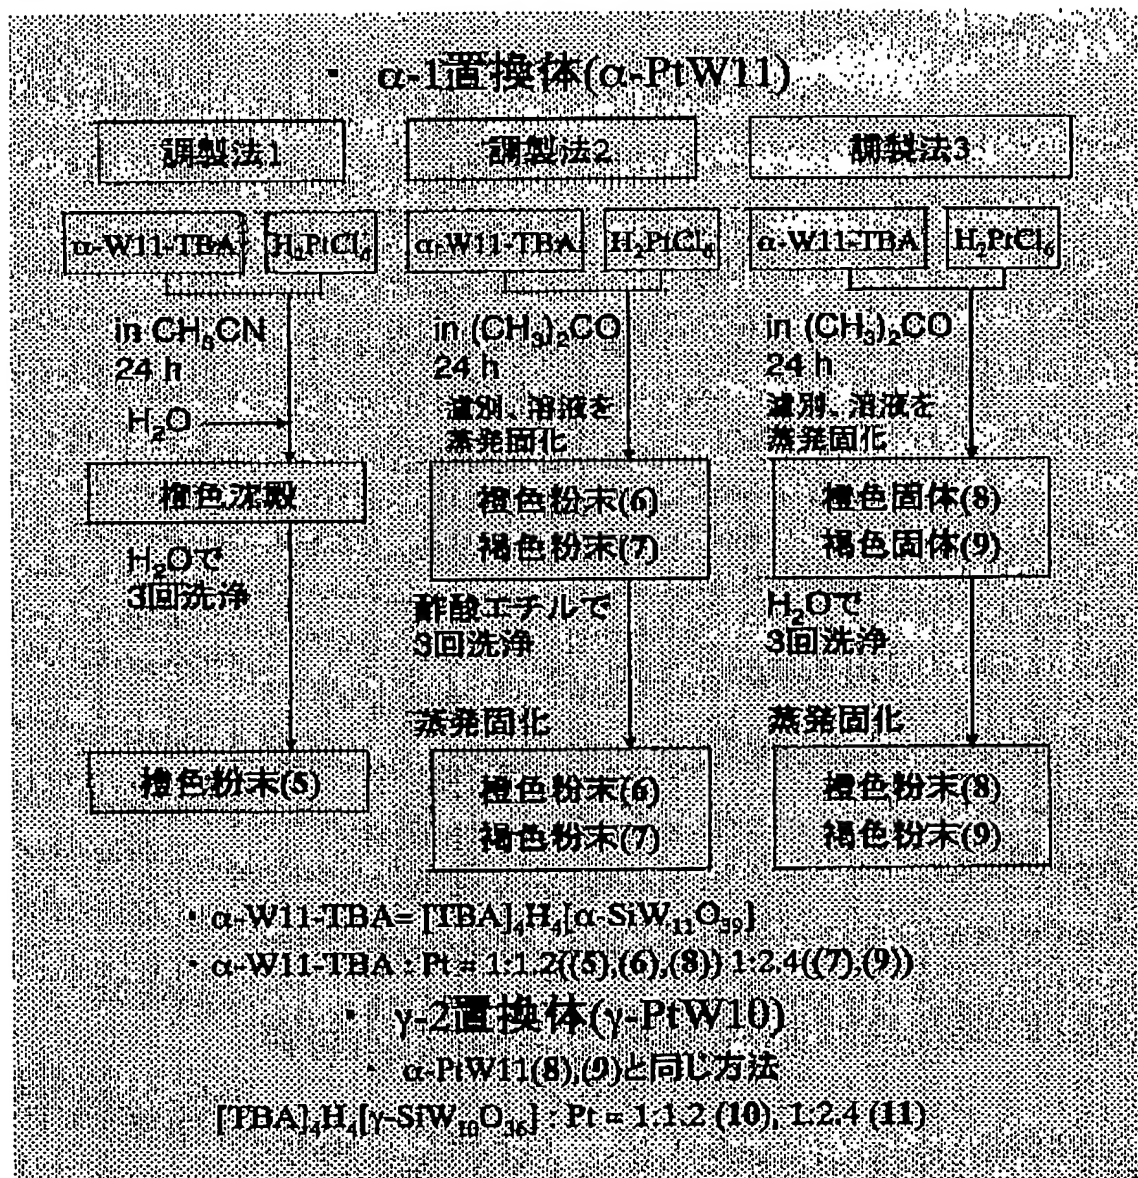 ・ α-1置換体(α-PtW11)
調製法1
調製法2
調製法3
α-W11-TBA
H₂PtCl₆
α-W11-TBA
H₂PtCl₆
α-W11-TBA
H₂PtCl₆
in CH₃CN
24 h
H₂O
橙色沈殿
H₂Oで
3回洗浄
橙色粉末(5)
in (CH₃)₂CO
24 h
濾別、溶液を
蒸発固化
橙色粉末(6)
褐色粉末(7)
酢酸エチルで
3回洗浄
蒸発固化
橙色粉末(6)
褐色粉末(7)
in (CH₃)₂CO
24 h
濾別、溶液を
蒸発固化
橙色固体(8)
褐色固体(9)
H₂Oで
3回洗浄
蒸発固化
橙色粉末(8)
褐色粉末(9)
・ α-W11-TBA= [TBA]₄H₄[α-SiW₁₁O₃₉]
・ α-W11-TBA : Pt = 1:1.2((5),(6),(8)) 1:2.4((7),(9))
・ γ-2置換体(γ-PtW10)
・ α-PtW11(8),(9)と同じ方法
[TBA]₄H₄[γ-SiW₁₀O₃₆] : Pt = 1:1.2 (10), 1:2.4 (11)